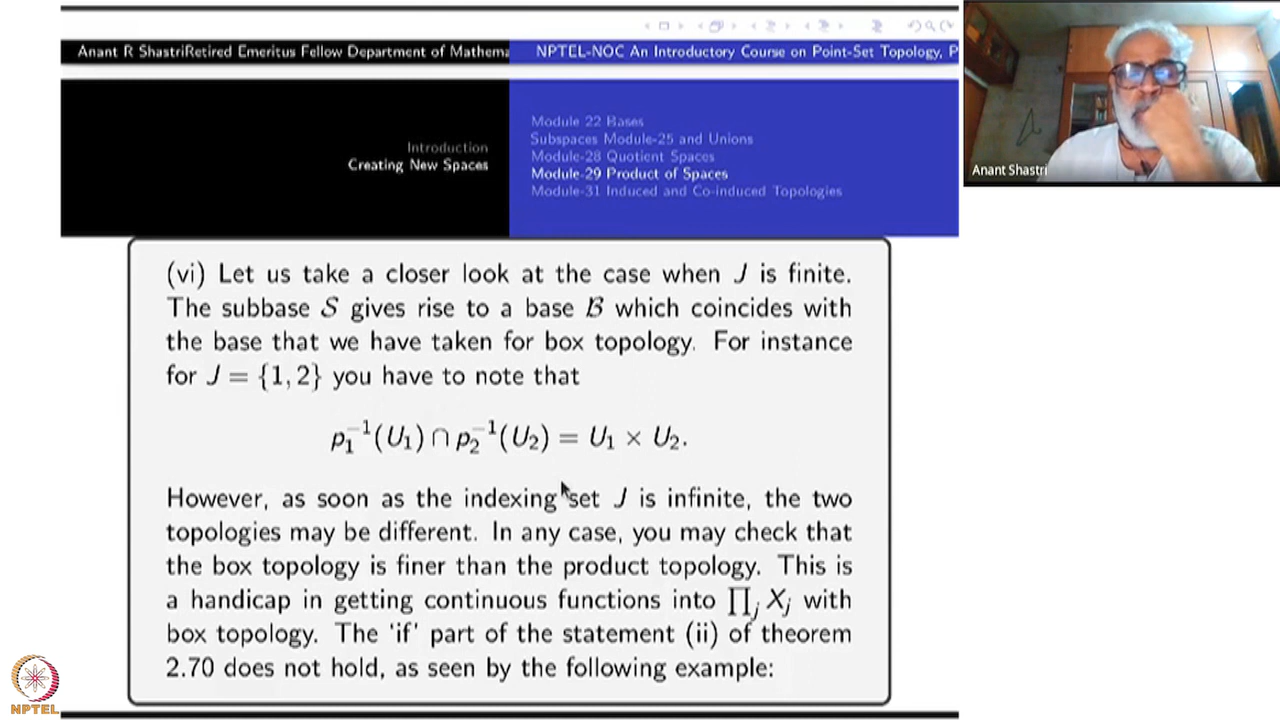 Anant R ShastriRetired Emeritus Fellow Department of Mathema
NPTEL-NOC An Introductory Course on Point-Set Topology, P
Introduction
Creating New Spaces
Module 22 Bases
Subspaces Module-25 and Unions
Module-28 Quotient Spaces
Module-29 Product of Spaces
Module-31 Induced and Co-induced Topologies
Anant Shastri
(vi) Let us take a closer look at the case when J is finite.
The subbase 𝒮 gives rise to a base ℬ which coincides with
the base that we have taken for box topology. For instance
for J = {1, 2} you have to note that
p₁⁻¹(U₁) ∩ p₂⁻¹(U₂) = U₁ × U₂.
However, as soon as the indexing set J is infinite, the two
topologies may be different. In any case, you may check that
the box topology is finer than the product topology. This is
a handicap in getting continuous functions into ∏ⱼ Xⱼ with
box topology. The 'if' part of the statement (ii) of theorem
2.70 does not hold, as seen by the following example:
NPTEL